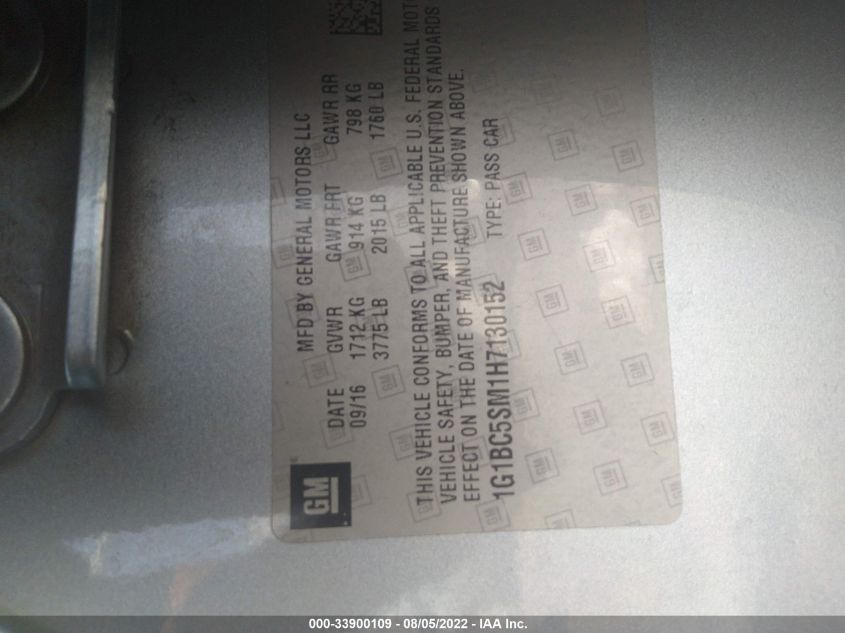 GM
MFD BY GENERAL MOTORS LLC
DATE GVWR GAWR FRT GAWR RR
09/16 1712 KG 914 KG 798 KG
3775 LB 2015 LB 1760 LB
THIS VEHICLE CONFORMS TO ALL APPLICABLE U.S. FEDERAL MOT
VEHICLE SAFETY, BUMPER, AND THEFT PREVENTION STANDARDS
EFFECT ON THE DATE OF MANUFACTURE SHOWN ABOVE.
1G1BC5SM1H7130152 TYPE: PASS CAR
000-33900109 - 08/05/2022 - IAA Inc.